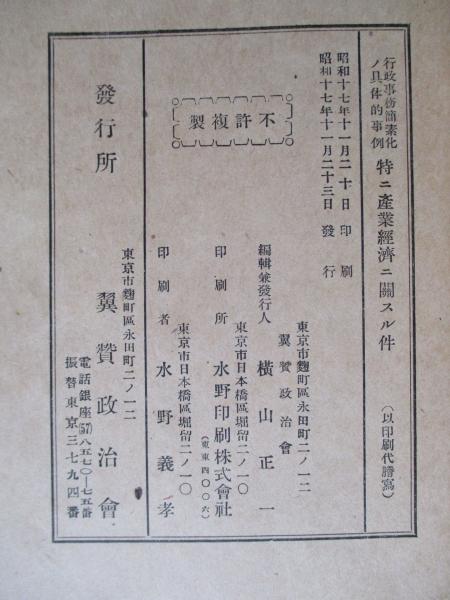 行政事務簡素化
ノ具体的事例
特ニ產業經濟ニ關スル件
（以印刷代謄寫）
昭和十七年十一月二十日印刷
昭和十七年十一月二十三日發行
不許複製
東京市麴町區永田町二ノ一二
翼贊政治會
編輯兼發行人 橫山正一
東京市日本橋區堀留二ノ一〇
印刷所 水野印刷株式會社
（東東四〇〇六）
東京市日本橋區堀留二ノ一〇
印刷者 水野義孝
東京市麴町區永田町二ノ一二
發行所 翼贊政治會
電話銀座(57)八五七〇―七五番
振替東京三七九四番